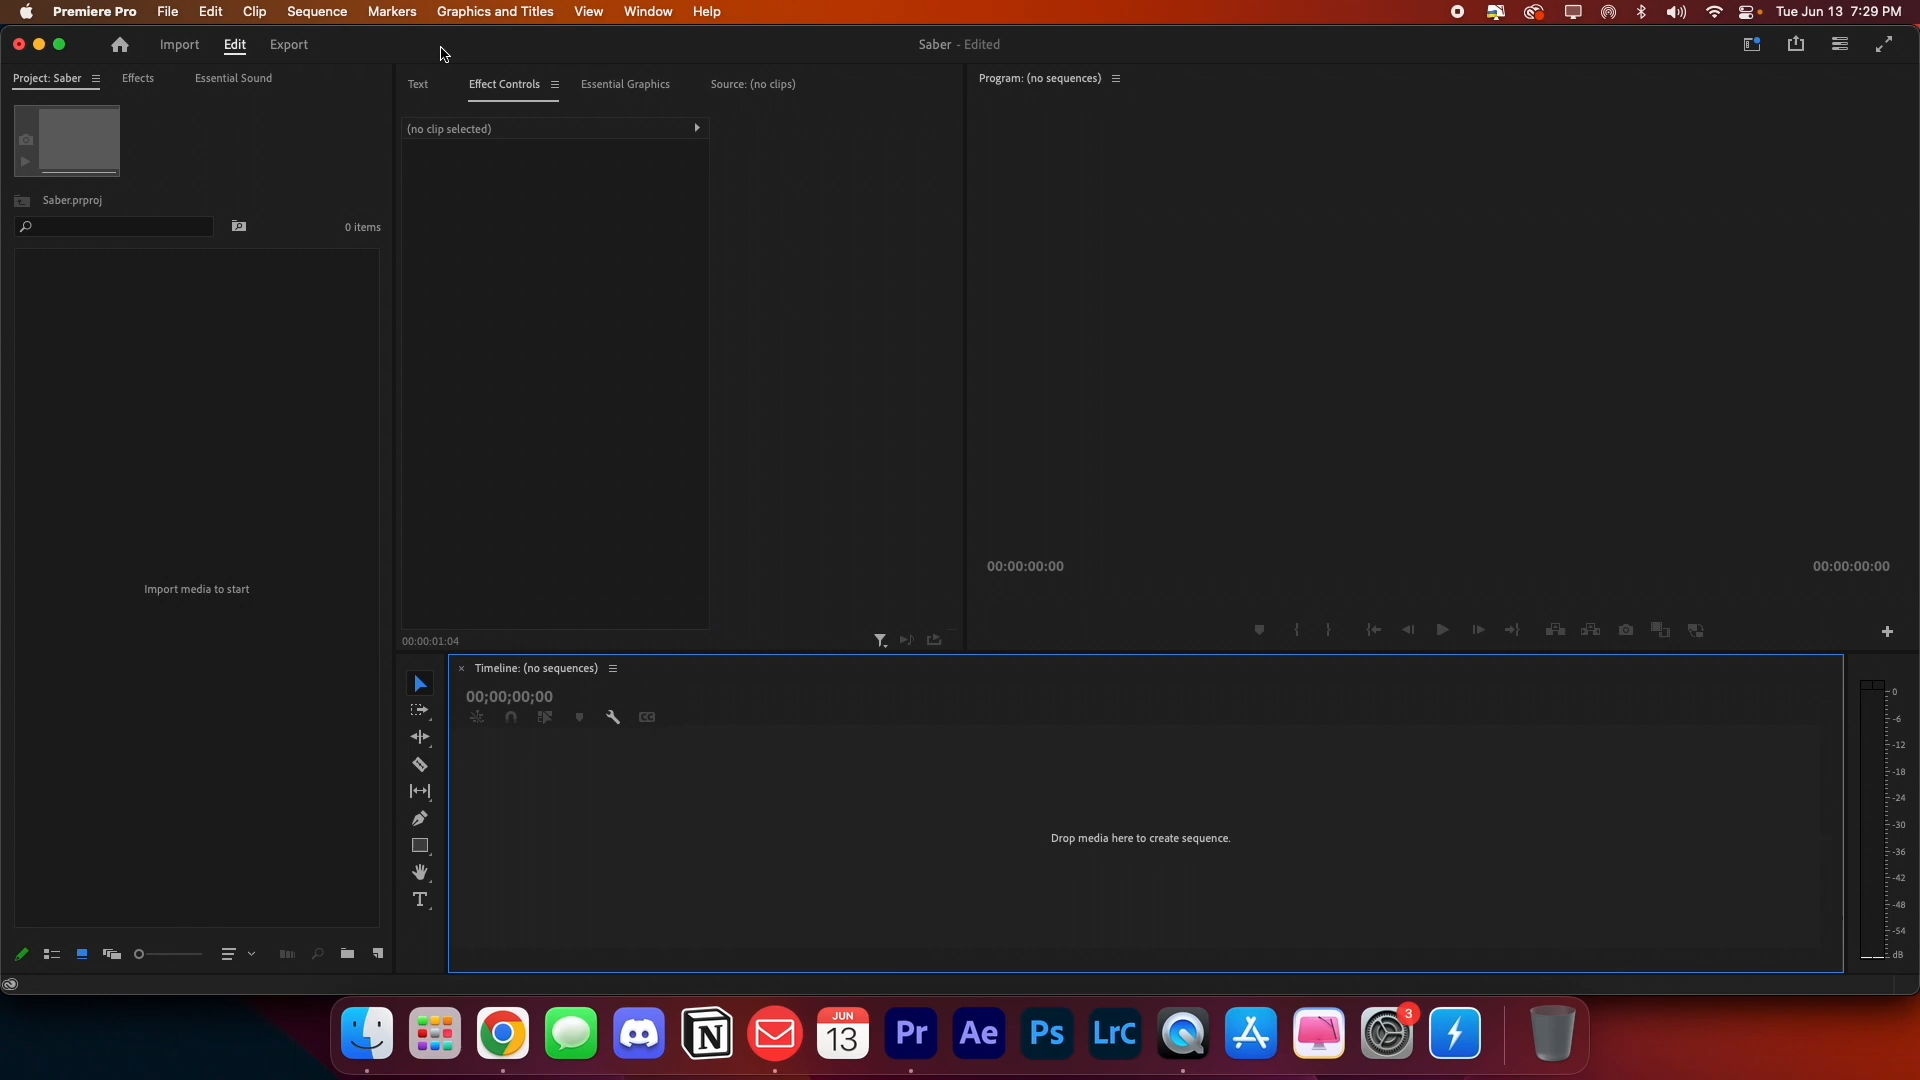 Premiere Pro File Edit Clip Sequence Markers Graphics and Titles View Window Help Tue Jun 13 7:29 PM
Import Edit Export Saber - Edited
Project: Saber Effects Essential Sound
Text Effect Controls Essential Graphics Source: (no clips)
Program: (no sequences)
(no clip selected)
Saber.prproj
0 items
Import media to start
00:00:00:00 00:00:00:00
00:00:01:04
Timeline: (no sequences)
00;00;00;00
CC
Drop media here to create sequence.
T
0
-6
-12
-18
-24
-30
-36
-42
-48
-54
dB
N
JUN
13
Pr
Ae
Ps
LrC
3